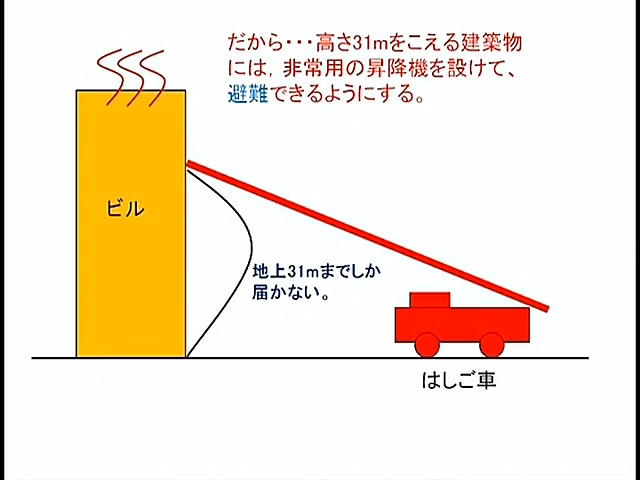 だから・・・高さ31mをこえる建築物
には，非常用の昇降機を設けて、
避難できるようにする。
ビル
地上31mまでしか
届かない。
はしご車